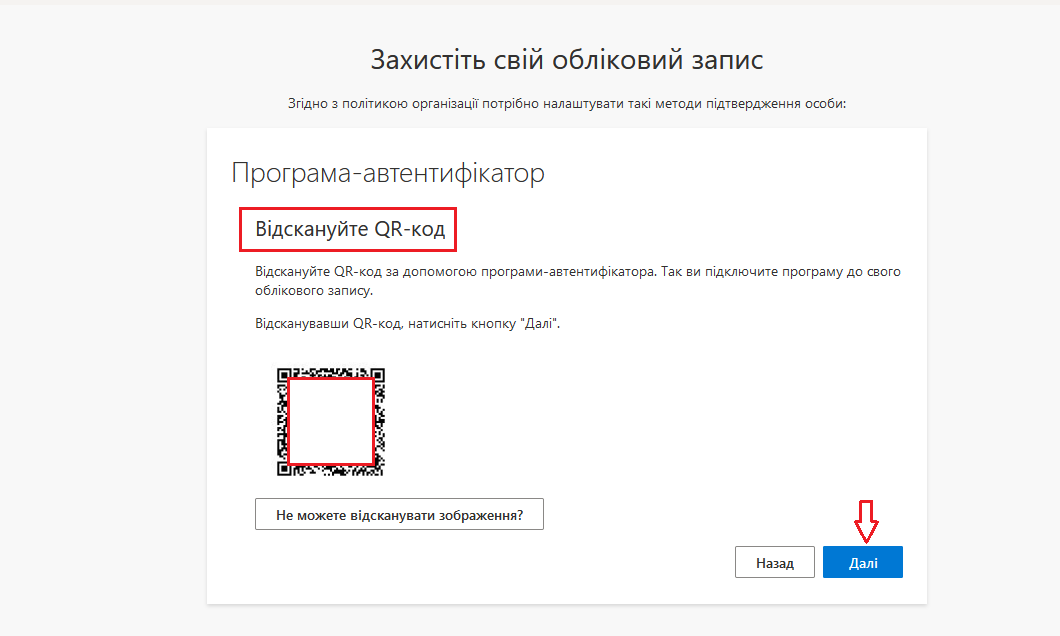 Захистіть свій обліковий запис
Згідно з політикою організації потрібно налаштувати такі методи підтвердження особи:
Програма-автентифікатор
Відскануйте QR-код
Відскануйте QR-код за допомогою програми-автентифікатора. Так ви підключите програму до свого
облікового запису.
Відсканувавши QR-код, натисніть кнопку "Далі".
Не можете відсканувати зображення?
Назад
Далі